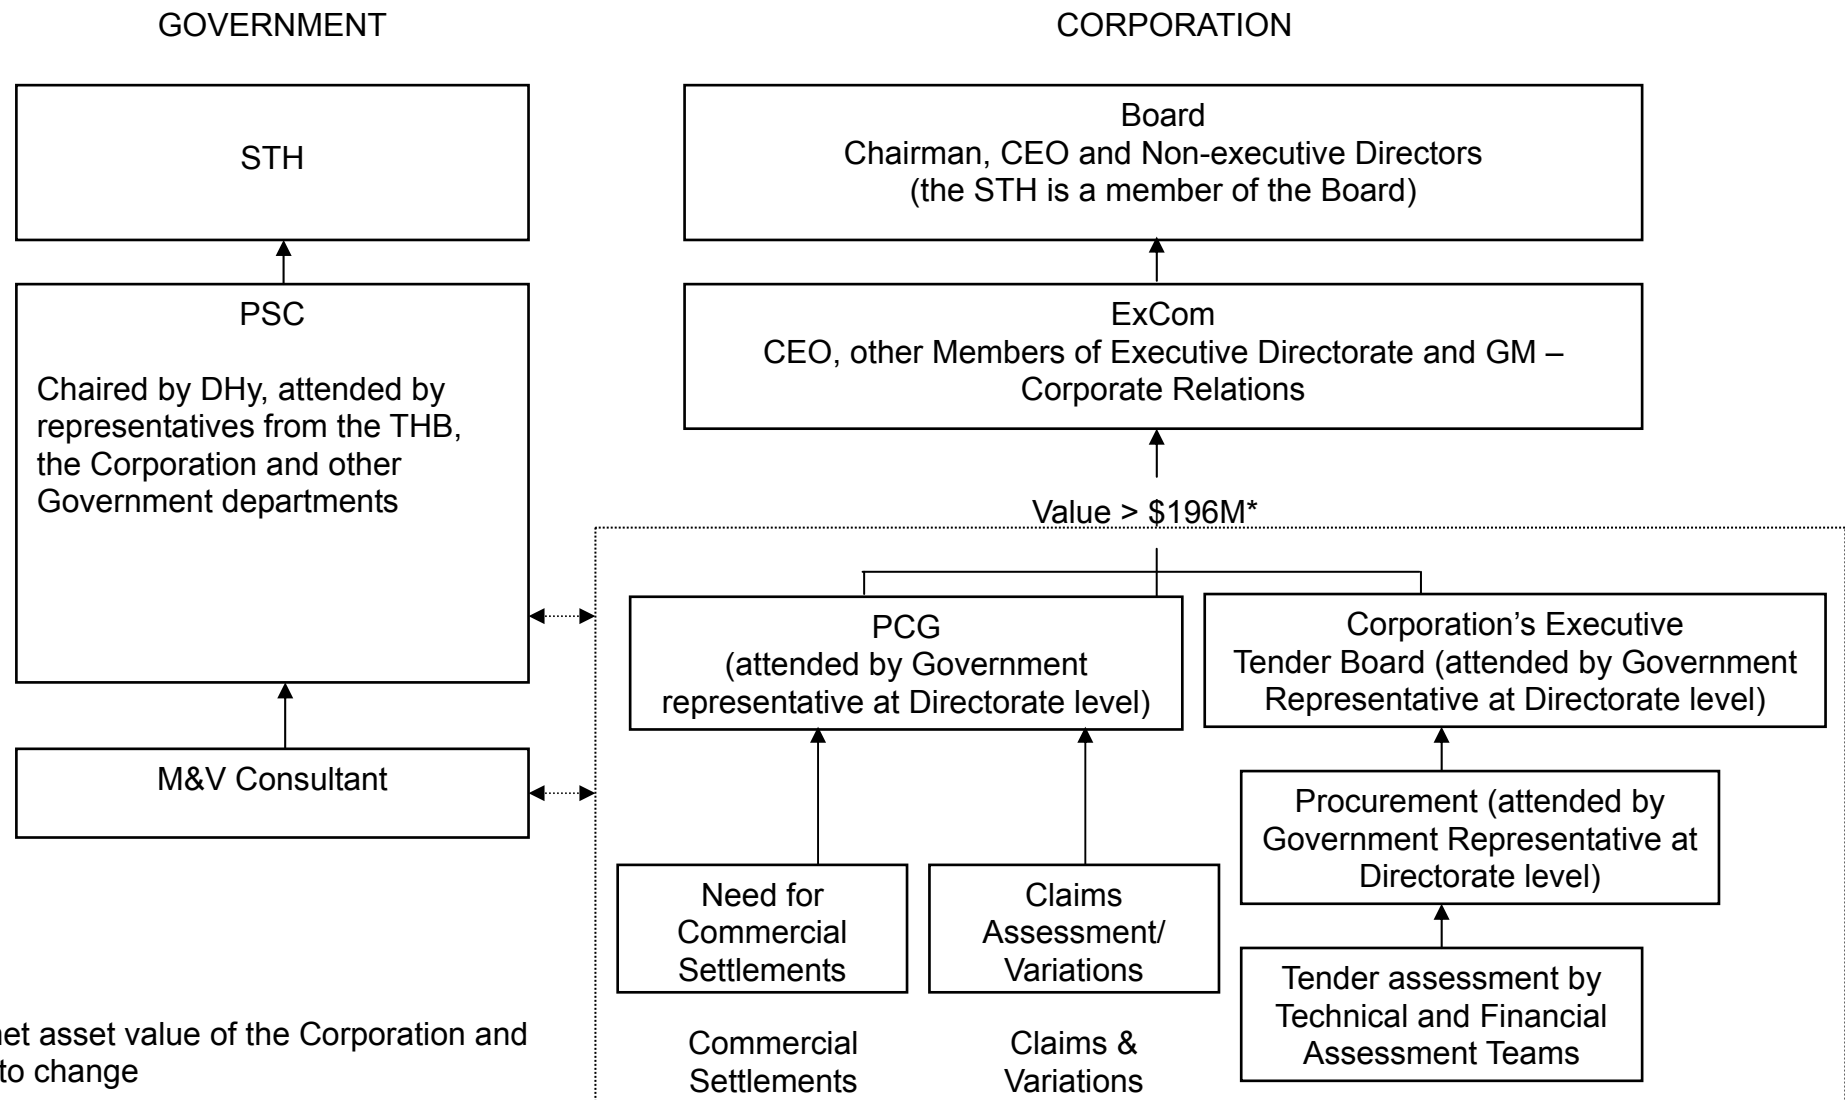 GOVERNMENT
CORPORATION
STH
Board
Chairman, CEO and Non-executive Directors
(the STH is a member of the Board)
PSC
Chaired by DHy, attended by
representatives from the THB,
the Corporation and other
Government departments
ExCom
CEO, other Members of Executive Directorate and GM –
Corporate Relations
Value > $196M*
PCG
(attended by Government
representative at Directorate level)
Corporation’s Executive
Tender Board (attended by Government
Representative at Directorate level)
M&V Consultant
Procurement (attended by
Government Representative at
Directorate level)
Need for
Commercial
Settlements
Claims
Assessment/
Variations
Tender assessment by
Technical and Financial
Assessment Teams
net asset value of the Corporation and
to change
Commercial
Settlements
Claims &
Variations